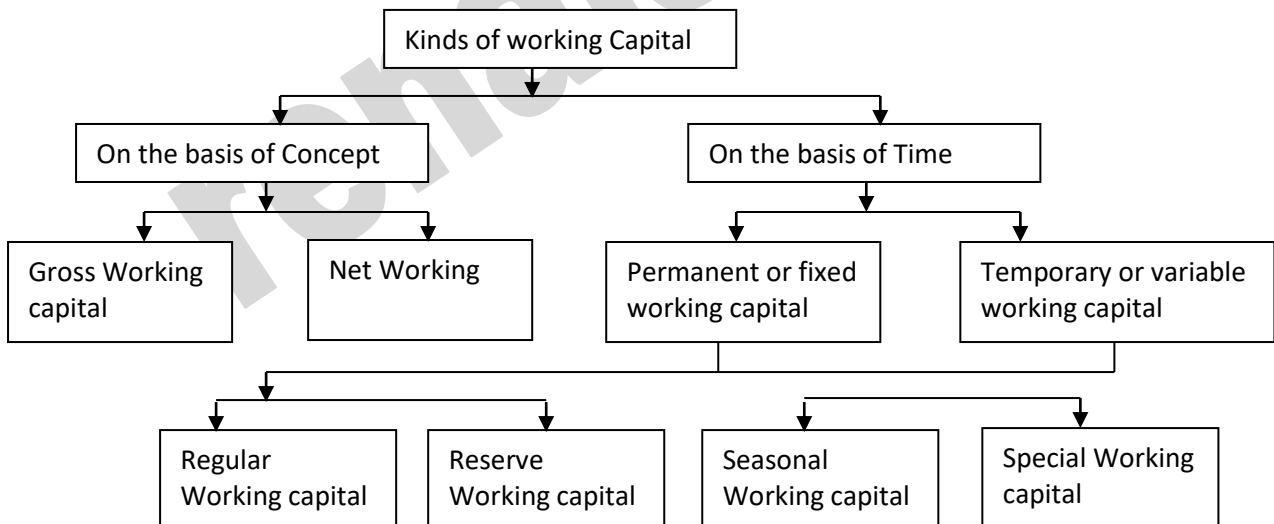 Kinds of working Capital
On the basis of Concept
On the basis of Time
Gross Working
capital
Net Working
Permanent or fixed
working capital
Temporary or variable
working capital
Regular
Working capital
Reserve
Working capital
Seasonal
Working capital
Special Working
capital